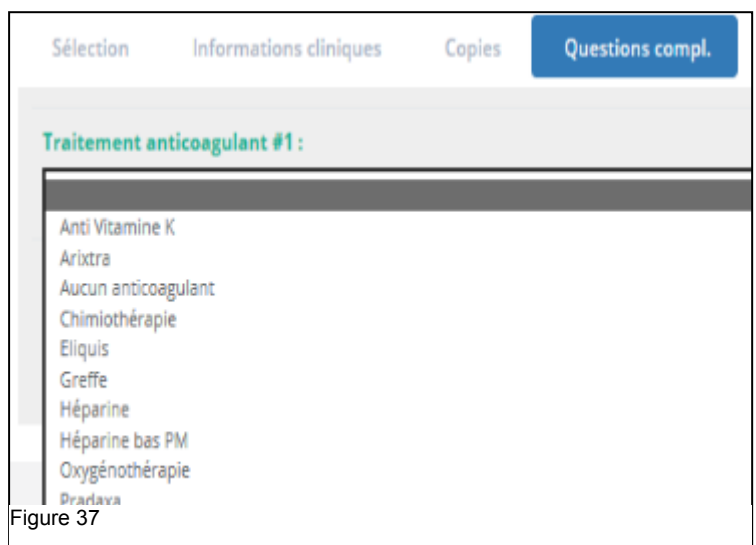 Sélection Informations cliniques Copies Questions compl.
Traitement anticoagulant #1 :
Anti Vitamine K
Arixtra
Aucun anticoagulant
Chimiothérapie
Eliquis
Greffe
Héparine
Héparine bas PM
Oxygénothérapie
Pradaxa
Figure 37